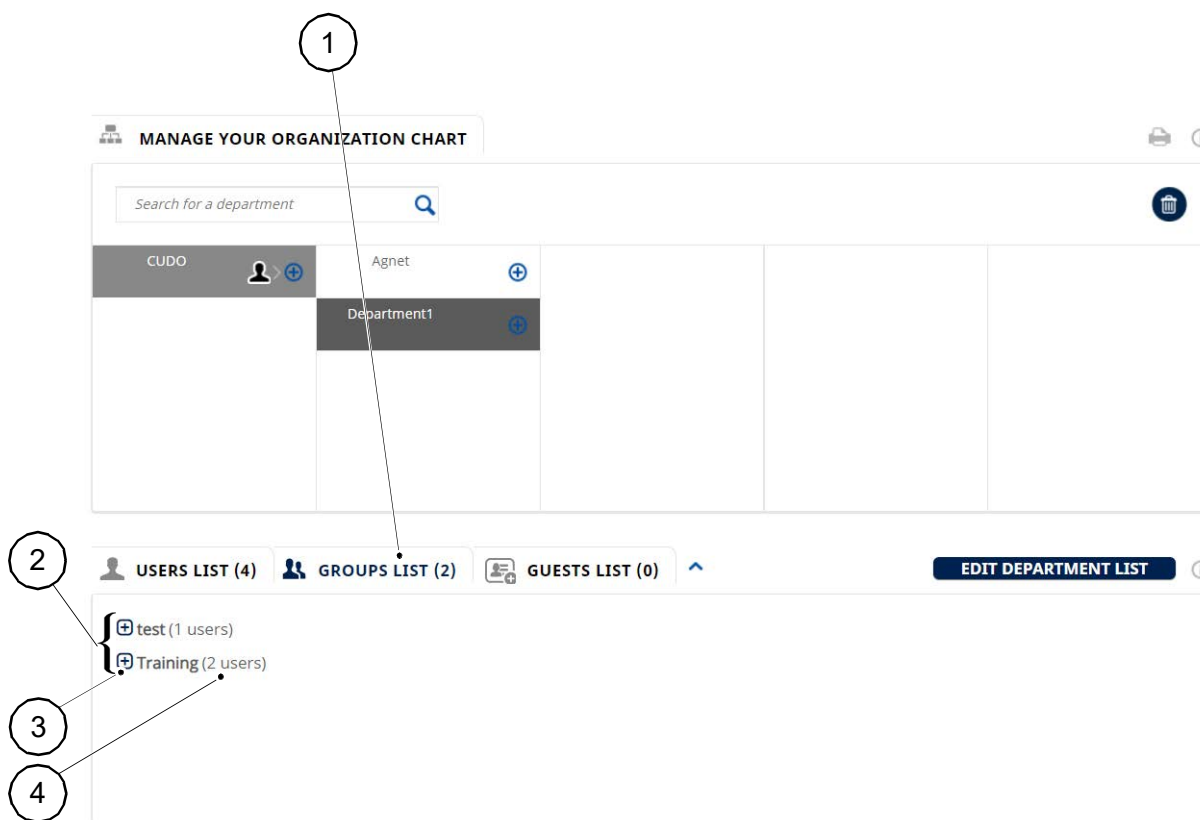 1
MANAGE YOUR ORGANIZATION CHART
Search for a department
CUDO
Agnet
Department1
2
USERS LIST (4)
GROUPS LIST (2)
GUESTS LIST (0)
EDIT DEPARTMENT LIST
test (1 users)
Training (2 users)
3
4